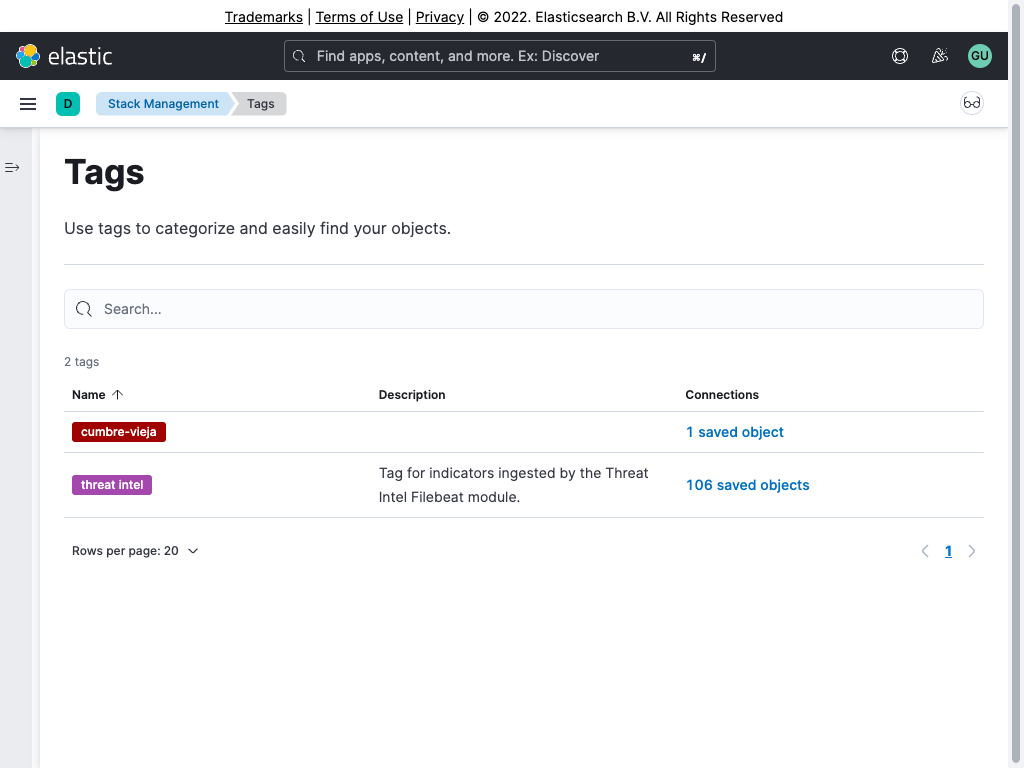 Trademarks | Terms of Use | Privacy | © 2022. Elasticsearch B.V. All Rights Reserved
elastic
Find apps, content, and more. Ex: Discover
⌘/
GU
D
Stack Management
Tags
Tags
Use tags to categorize and easily find your objects.
Search...
2 tags
Name Description Connections
cumbre-vieja 1 saved object
threat intel Tag for indicators ingested by the Threat
Intel Filebeat module. 106 saved objects
Rows per page: 20
1